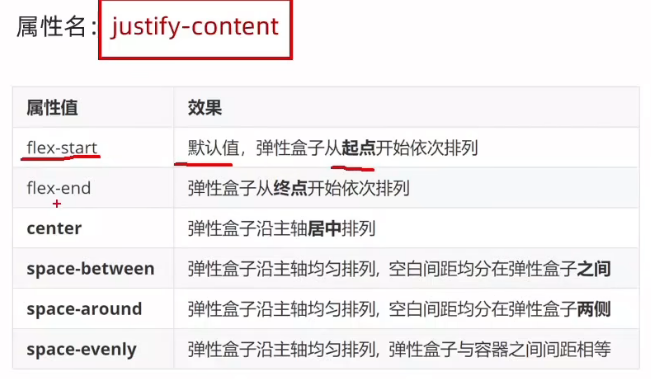 属性名：justify-content
属性值 效果
flex-start 默认值，弹性盒子从起点开始依次排列
flex-end 弹性盒子从终点开始依次排列
center 弹性盒子沿主轴居中排列
space-between 弹性盒子沿主轴均匀排列，空白间距均分在弹性盒子之间
space-around 弹性盒子沿主轴均匀排列，空白间距均分在弹性盒子两侧
space-evenly 弹性盒子沿主轴均匀排列，弹性盒子与容器之间间距相等